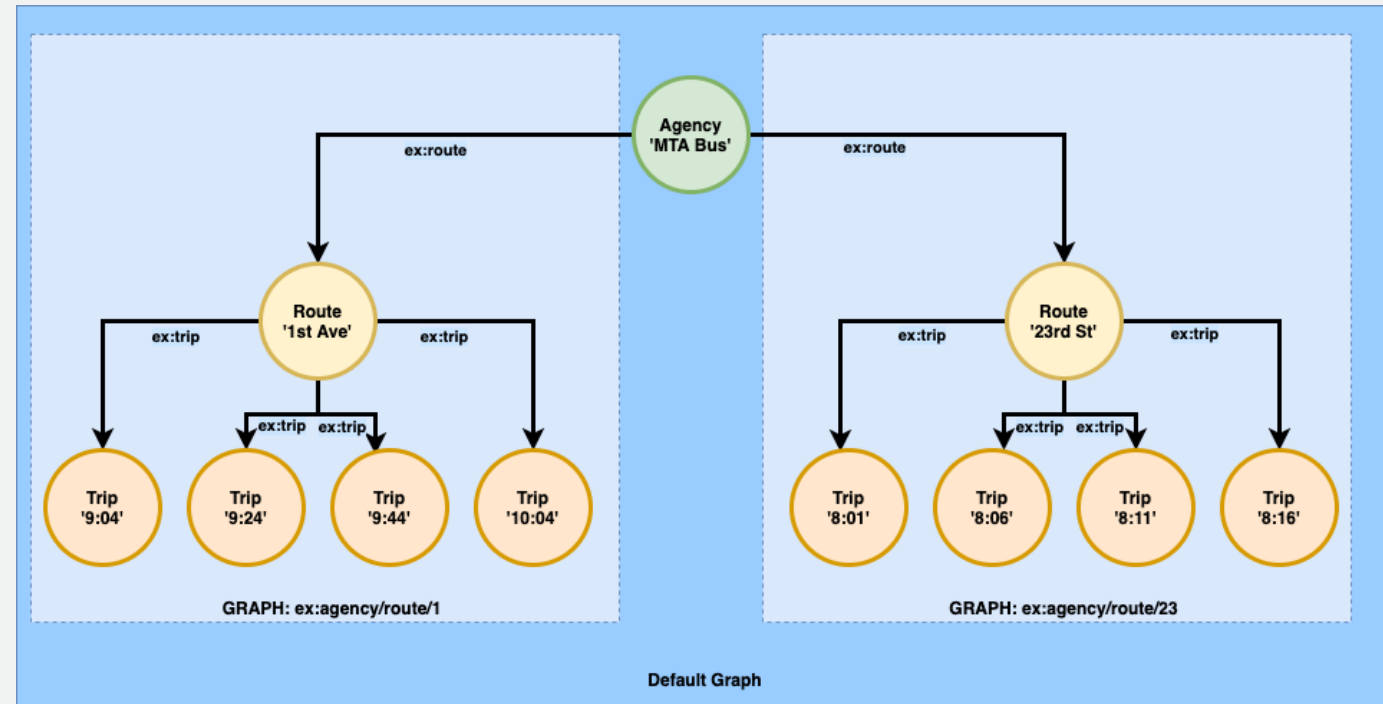 Agency
'MTA Bus'
ex:route
ex:route
Route
'1st Ave'
Route
'23rd St'
ex:trip
ex:trip
ex:trip
ex:trip
ex:trip
ex:trip
ex:trip
ex:trip
Trip
'9:04'
Trip
'9:24'
Trip
'9:44'
Trip
'10:04'
Trip
'8:01'
Trip
'8:06'
Trip
'8:11'
Trip
'8:16'
GRAPH: ex:agency/route/1
GRAPH: ex:agency/route/23
Default Graph